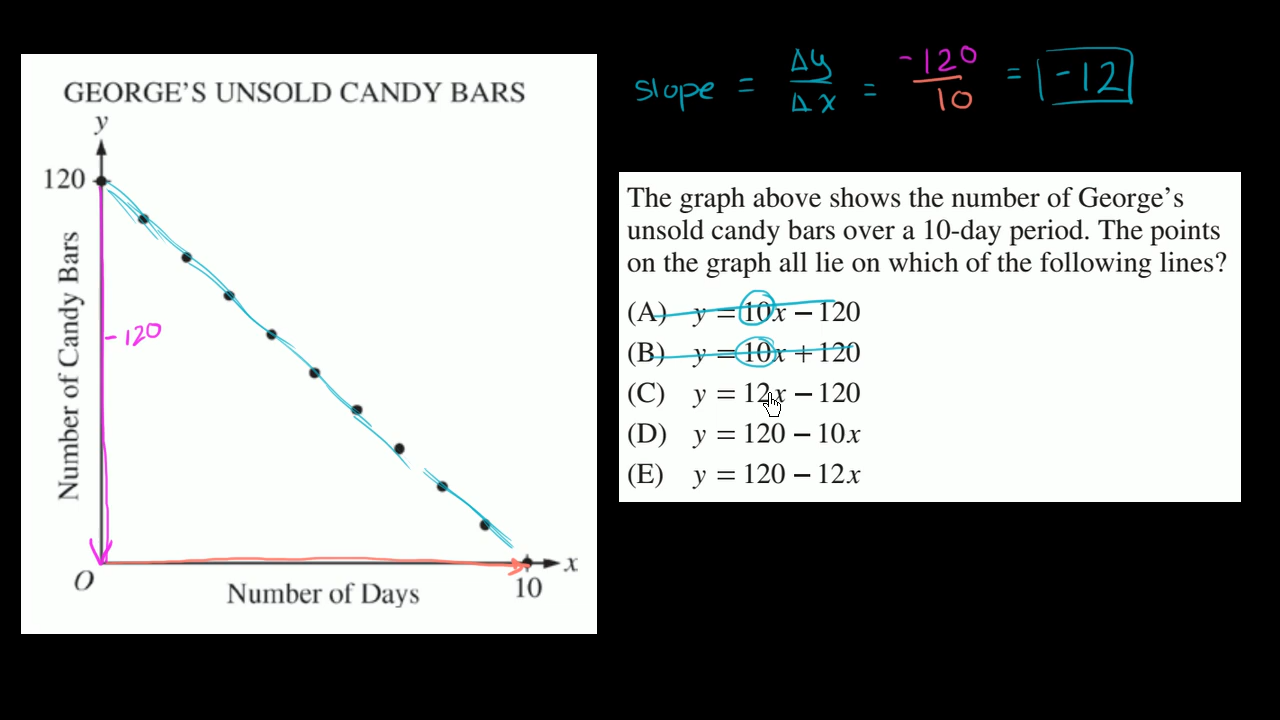 GEORGE'S UNSOLD CANDY BARS
y
120
Number of Candy Bars
-120
O
x
10
Number of Days
slope = Δy/Δx = -120/10 = -12
The graph above shows the number of George's
unsold candy bars over a 10-day period. The points
on the graph all lie on which of the following lines?
(A) y = 10x − 120
(B) y = 10x + 120
(C) y = 12x − 120
(D) y = 120 − 10x
(E) y = 120 − 12x